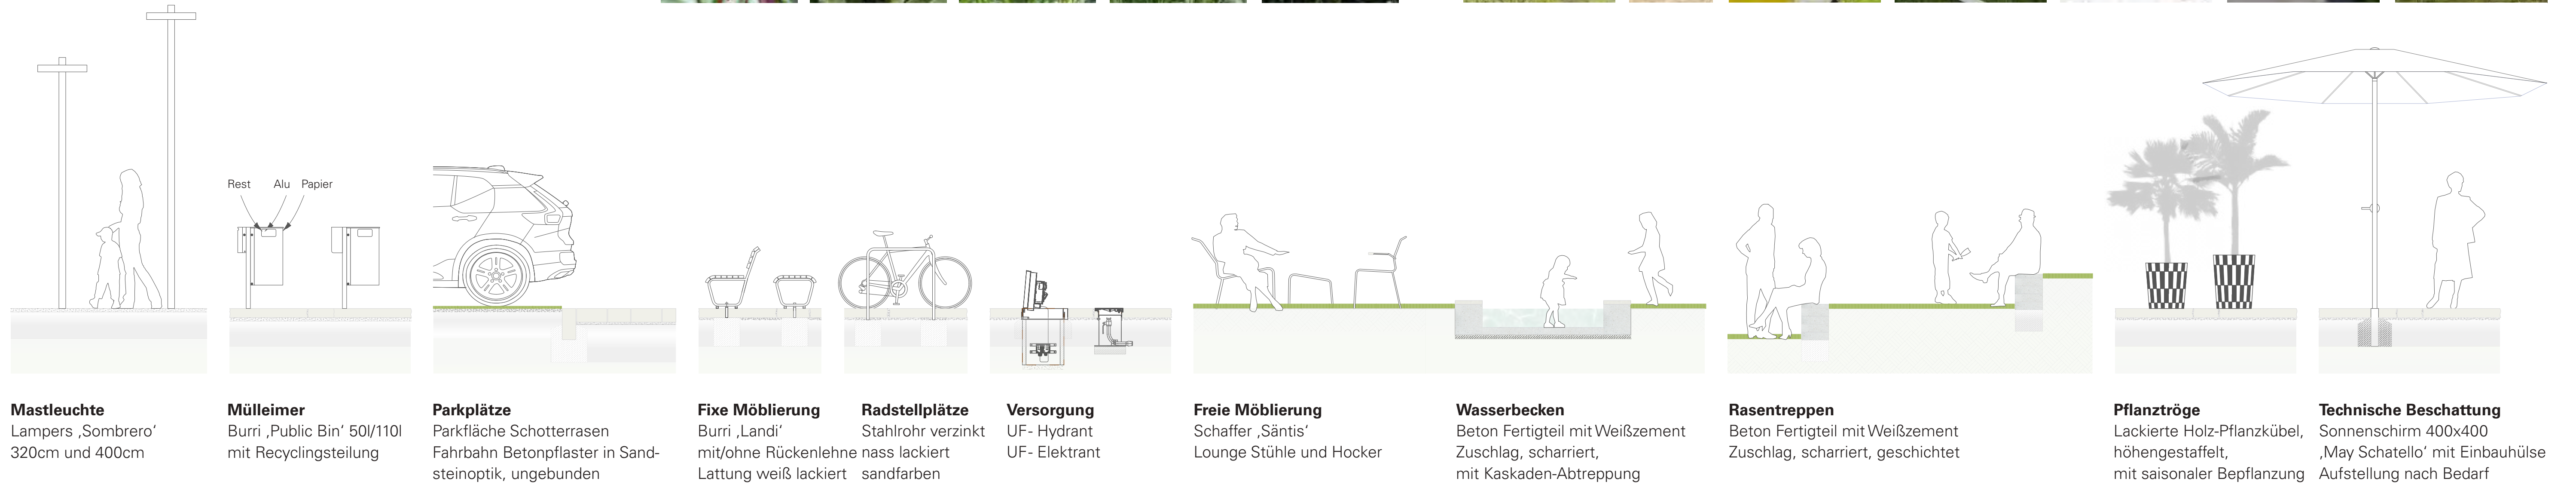 Rest Alu Papier
Mastleuchte
Lampers ‚Sombrero‘
320cm und 400cm
Mülleimer
Burri ‚Public Bin‘ 50l/110l
mit Recyclingsteilung
Parkplätze
Parkfläche Schotterrasen
Fahrbahn Betonpflaster in Sand-
steinoptik, ungebunden
Fixe Möblierung
Burri ‚Landi‘
mit/ohne Rückenlehne
Lattung weiß lackiert
Radstellplätze
Stahlrohr verzinkt
nass lackiert
sandfarben
Versorgung
UF- Hydrant
UF- Elektrant
Freie Möblierung
Schaffer ‚Säntis‘
Lounge Stühle und Hocker
Wasserbecken
Beton Fertigteil mit Weißzement
Zuschlag, scharriert,
mit Kaskaden-Abtreppung
Rasentreppen
Beton Fertigteil mit Weißzement
Zuschlag, scharriert, geschichtet
Pflanztröge
Lackierte Holz-Pflanzkübel,
höhengestaffelt,
mit saisonaler Bepflanzung
Technische Beschattung
Sonnenschirm 400x400
‚May Schatello‘ mit Einbauhülse
Aufstellung nach Bedarf